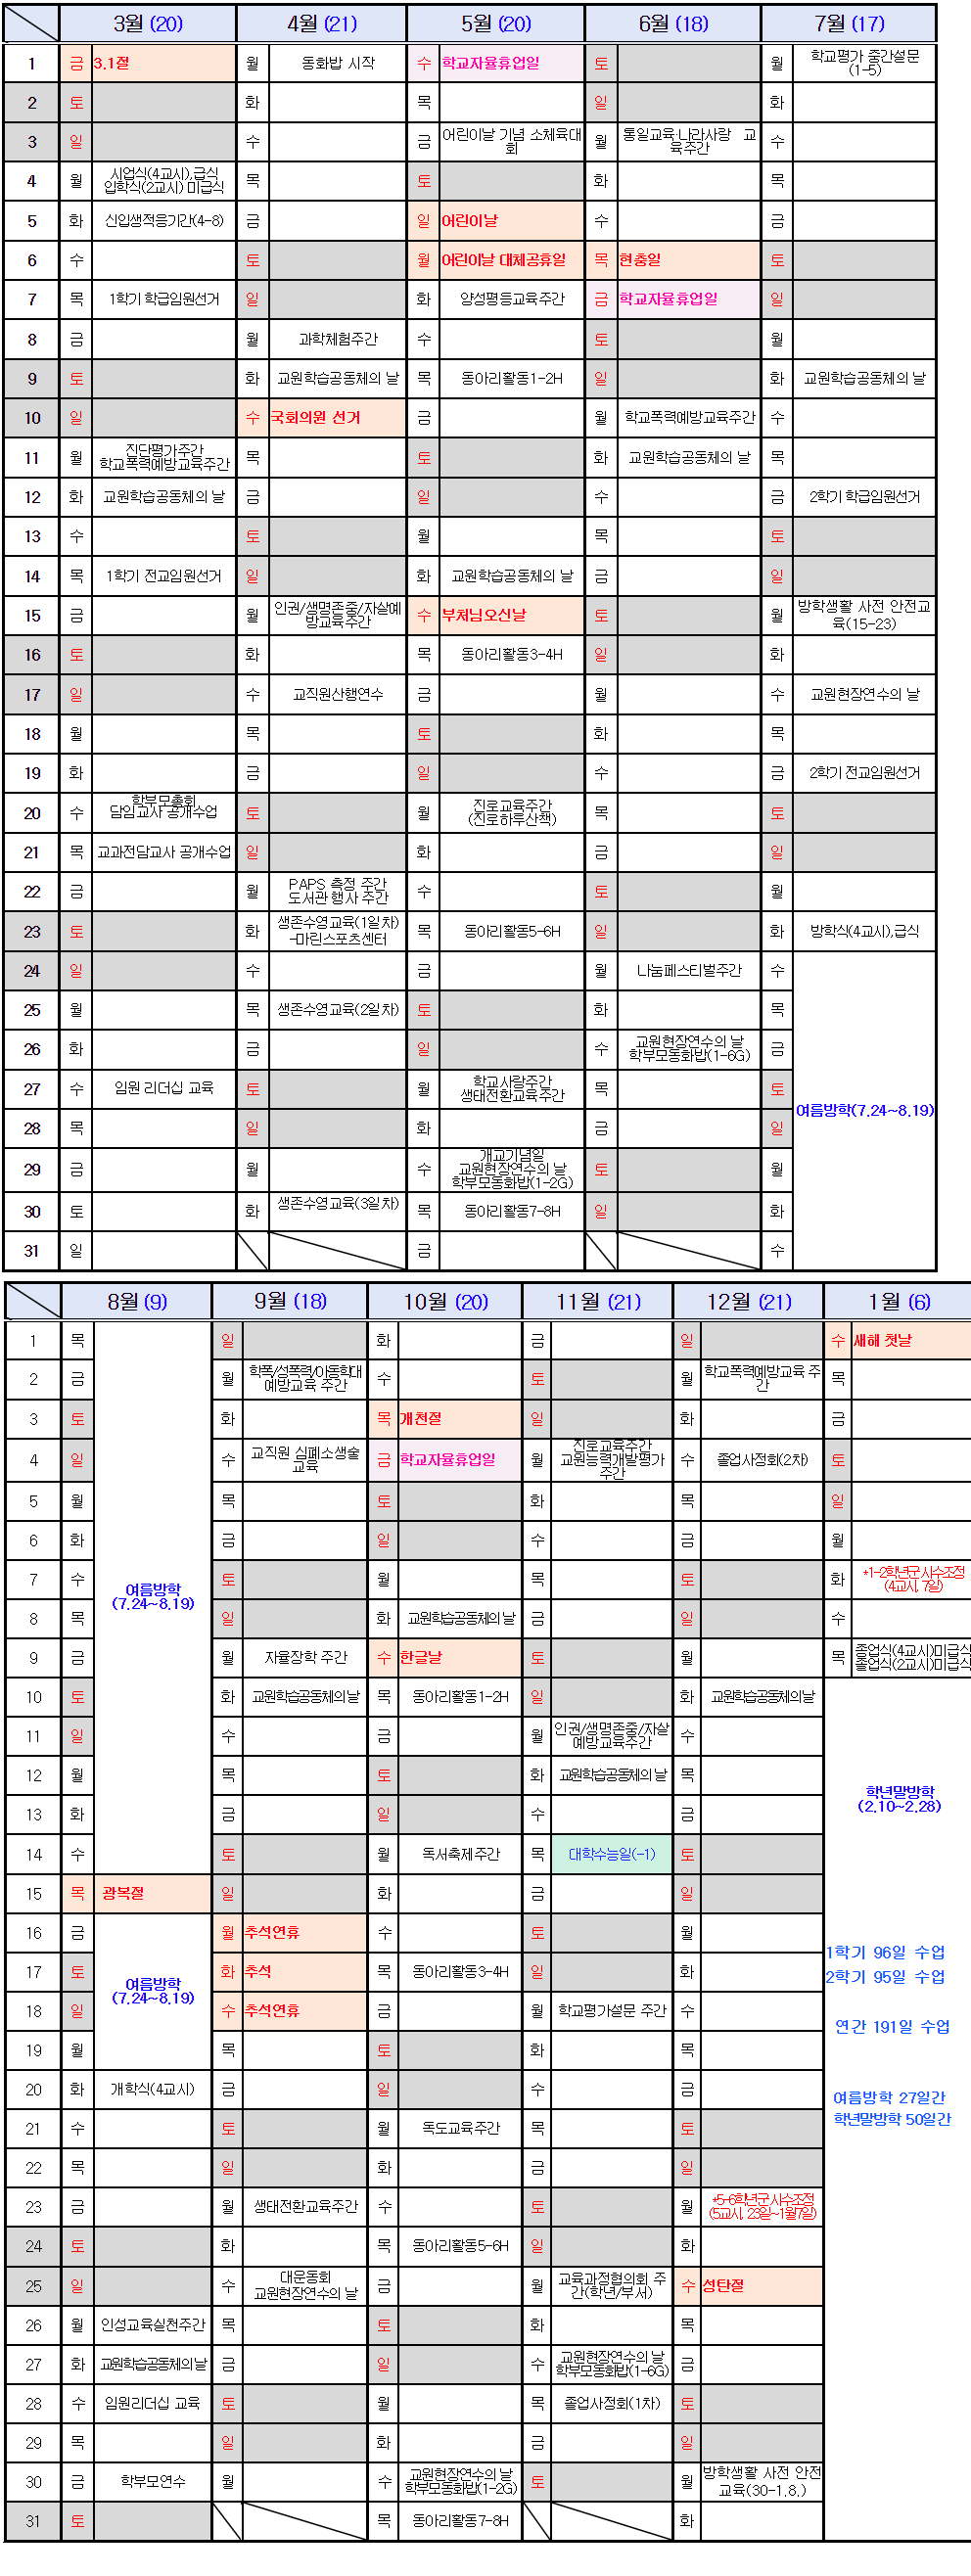 3월 (20) 4월 (21) 5월 (20) 6월 (18) 7월 (17)
1 금 3.1절 월 동화밥 시작 수 학교자율휴업일 토 월 학교평가 중간설문 (1-5)
2 토 화 목 일 화
3 일 수 금 어린이날 기념 소체육대회 월 통일교육·나라사랑 교육주간 수
4 월 시업식(4교시),급식 입학식(2교시) 미급식 목 토 화 목
5 화 신입생적응기간(4-8) 금 일 어린이날 수 금
6 수 토 월 어린이날 대체공휴일 목 현충일 토
7 목 1학기 학급임원선거 일 화 양성평등교육주간 금 학교자율휴업일 일
8 금 월 과학체험주간 수 토 월
9 토 화 교원학습공동체의 날 목 동아리활동1-2H 일 화 교원학습공동체의 날
10 일 수 국회의원 선거 금 월 학교폭력예방교육주간 수
11 월 진단평가주간 학교폭력예방교육주간 목 토 화 교원학습공동체의 날 목
12 화 교원학습공동체의 날 금 일 수 금 2학기 학급임원선거
13 수 토 월 목 토
14 목 1학기 전교임원선거 일 화 교원학습공동체의 날 금 일
15 금 월 인권/생명존중/자살예방교육주간 수 부처님오신날 토 월 방학생활 사전 안전교육(15-23)
16 토 화 목 동아리활동3-4H 일 화
17 일 수 교직원산행연수 금 월 수 교원현장연수의 날
18 월 목 토 화 목
19 화 금 일 수 금 2학기 전교임원선거
20 수 학부모총회 담임교사 공개수업 토 월 진로교육주간 (진로하루산책) 목 토
21 목 교과전담교사 공개수업 일 화 금 일
22 금 월 PAPS 측정 주간 도서관 행사 주간 수 토 월
23 토 화 생존수영교육(1일차) -마린스포츠센터 목 동아리활동5-6H 일 화 방학식(4교시),급식
24 일 수 금 월 나눔페스티벌주간 수
25 월 목 생존수영교육(2일차) 토 화 목
26 화 금 일 수 교원현장연수의 날 학부모동화밥(1-6G) 금
27 수 임원 리더십 교육 토 월 학교사랑주간 생태전환교육주간 목 토
여름방학(7.24~8.19)
28 목 일 화 금 일
29 금 월 수 개교기념일 교원현장연수의 날 학부모동화밥(1-2G) 토 월
30 토 화 생존수영교육(3일차) 목 동아리활동7-8H 일 화
31 일 금 수
8월 (9) 9월 (18) 10월 (20) 11월 (21) 12월 (21) 1월 (6)
1 목 일 화 금 일 수 새해 첫날
2 금 월 학폭/성폭력/아동학대 예방교육 주간 수 토 월 학교폭력예방교육 주간 목
3 토 화 목 개천절 일 화 금
4 일 수 교직원 심폐소생술 교육 금 학교자율휴업일 월 진로교육주간 교원능력개발평가 주간 수 졸업사정회(2차) 토
5 월 목 토 화 목 일
6 화 금 일 수 금 월
7 수 토 월 목 토 화 *1-2학년군 시수조정 (4교시, 7일)
여름방학 (7.24~8.19)
8 목 일 화 교원학습공동체의 날 금 일 수
9 금 월 자율장학 주간 수 한글날 토 월 목 졸업식(4교시)미급식 졸업식(2교시)미급식
10 토 화 교원학습공동체의 날 목 동아리활동1-2H 일 화 교원학습공동체의 날
11 일 수 금 월 인권/생명존중/자살예방교육주간 수
12 월 목 토 화 교원학습공동체의 날 목
학년말방학 (2.10~2.28)
13 화 금 일 수 금
14 수 토 월 독서축제주간 목 대학수능일(-1) 토
15 목 광복절 일 화 금 일
16 금 월 추석연휴 수 토 월
1학기 96일 수업
17 토 화 추석 목 동아리활동3-4H 일 화
2학기 95일 수업
여름방학 (7.24~8.19)
18 일 수 추석연휴 금 월 학교평가설문 주간 수
연간 191일 수업
19 월 목 토 화 목
20 화 개학식(4교시) 금 일 수 금
여름방학 27일간
학년말방학 50일간
21 수 토 월 독도교육주간 목 토
22 목 일 화 금 일
23 금 월 생태전환교육주간 수 토 월 *5-6학년군 시수조정 (5교시, 23일~1월7일)
24 토 화 목 동아리활동5-6H 일 화
25 일 수 대운동회 교원현장연수의 날 금 월 교육과정협의회 주간(학년/부서) 수 성탄절
26 월 인성교육실천주간 목 토 화 목
27 화 교원학습공동체의 날 금 일 수 교원현장연수의 날 학부모동화밥(1-6G) 금
28 수 임원리더십 교육 토 월 목 졸업사정회(1차) 토
29 목 일 화 금 일
30 금 학부모연수 월 수 교원현장연수의 날 학부모동화밥(1-2G) 토 월 방학생활 사전 안전교육(30-1.8.)
31 토 목 동아리활동7-8H 화